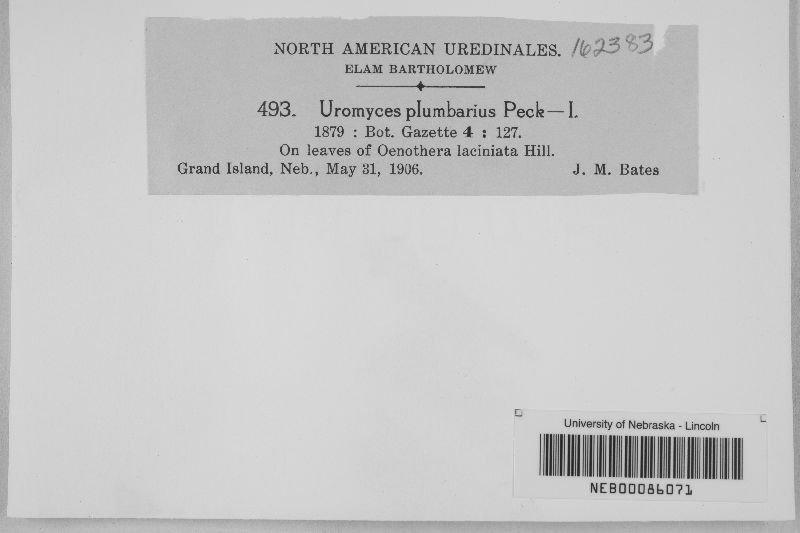 NORTH AMERICAN UREDINALES. 162383
ELAM BARTHOLOMEW
493. Uromyces plumbarius Peck—I.
1879 : Bot. Gazette 4 : 127.
On leaves of Oenothera laciniata Hill.
Grand Island, Neb., May 31, 1906. J. M. Bates
University of Nebraska - Lincoln
NEB00086071